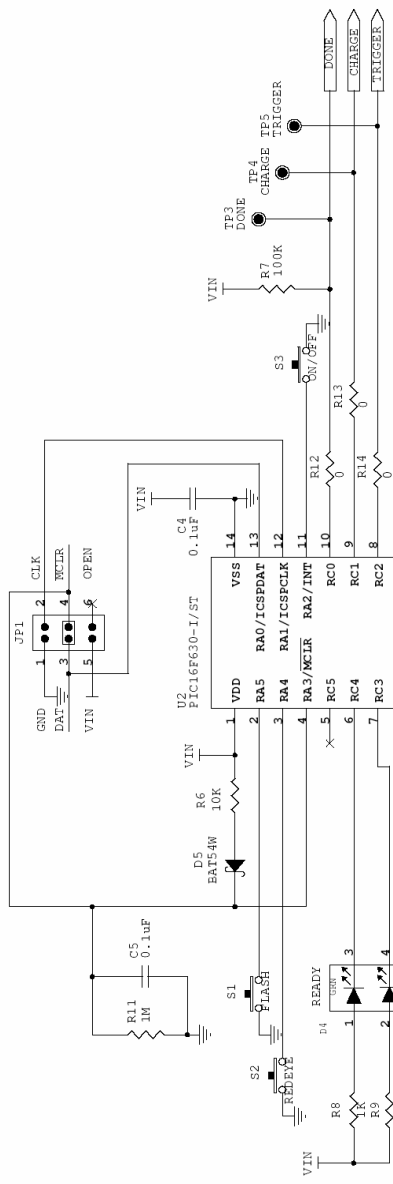 DONE
CHARGE
TRIGGER
TP5
TRIGGER
TP4
CHARGE
TP3
DONE
VIN
R7
100K
S3
ON/OFF
R13
0
R12
0
R14
0
JP1
1
2
CLK
3
4
MCLR
5
6
OPEN
GND
DAT
VIN
VIN
C4
0.1uF
U2
PIC16F630-I/ST
1
VDD
VSS
14
2
RA5
RA0/ICSPDAT
13
3
RA4
RA1/ICSPCLK
12
4
RA3/MCLR
RA2/INT
11
5
RC5
RC0
10
6
RC4
RC1
9
7
RC3
RC2
8
VIN
R6
10K
D5
BAT54W
C5
0.1uF
R11
1M
S1
FLASH
S2
REDEYE
READY
GRN
D4
1
3
2
4
R8
1K
R9
VIN